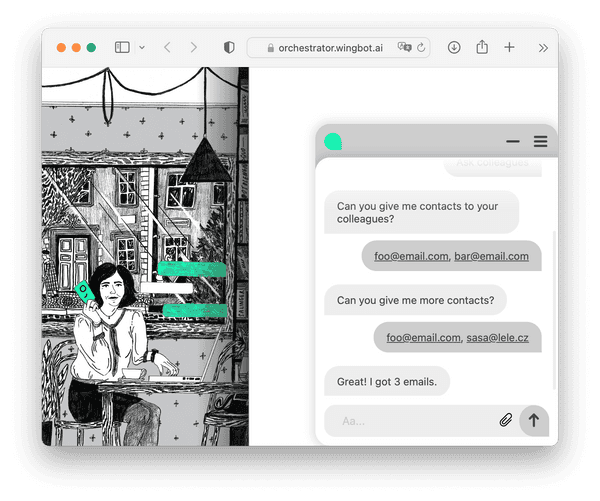 orchestrator.wingbot.ai
Ask colleagues
Can you give me contacts to your
colleagues?
foo@email.com, bar@email.com
Can you give me more contacts?
foo@email.com, sasa@lele.cz
Great! I got 3 emails.
Aa...